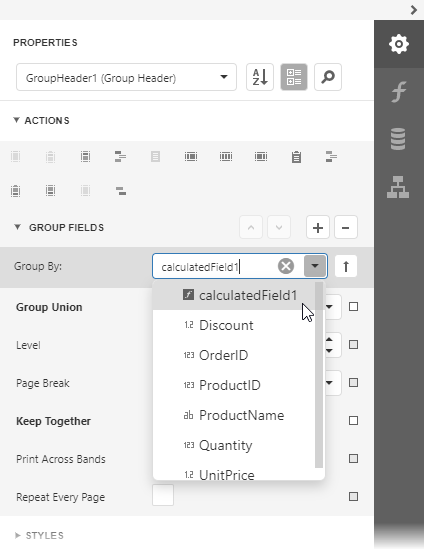 PROPERTIES
GroupHeader1 (Group Header)
ACTIONS
GROUP FIELDS
Group By:
calculatedField1
calculatedField1
Group Union
1.2 Discount
Level
123 OrderID
Page Break
123 ProductID
Keep Together
ab ProductName
Print Across Bands
123 Quantity
Repeat Every Page
1.2 UnitPrice
STYLES